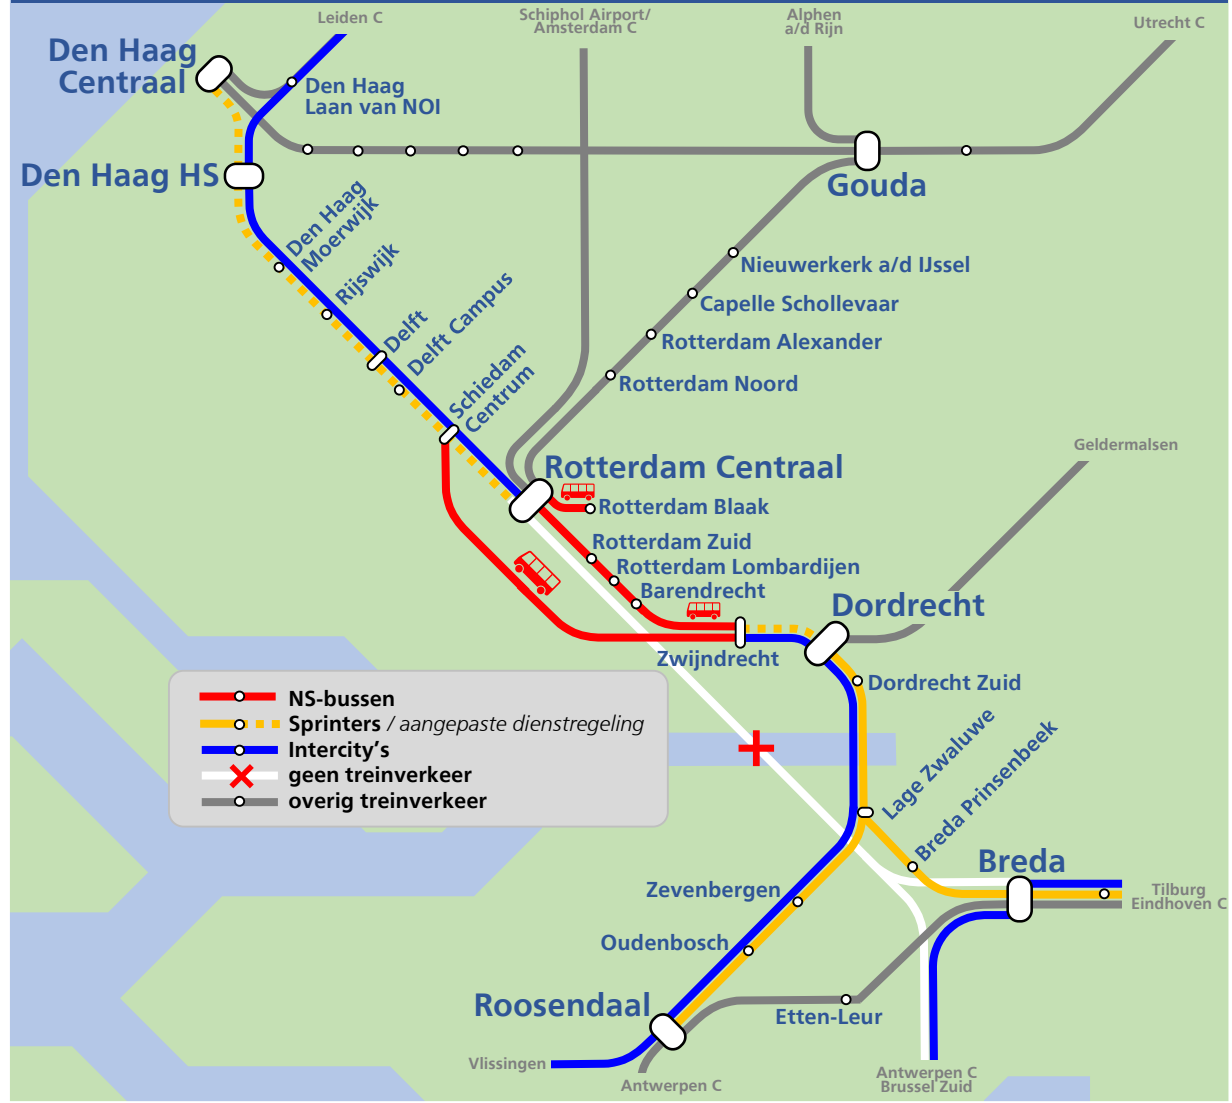 Leiden C
Schiphol Airport/
Amsterdam C
Alphen
a/d Rijn
Utrecht C
Den Haag
Centraal
Den Haag
Laan van NOI
Den Haag HS
Gouda
Den Haag
Moerwijk
Rijswijk
Delft
Delft Campus
Schiedam
Centrum
Nieuwerkerk a/d IJssel
Capelle Schollevaar
Rotterdam Alexander
Rotterdam Noord
Geldermalsen
Rotterdam Centraal
Rotterdam Blaak
Rotterdam Zuid
Rotterdam Lombardijen
Barendrecht
Dordrecht
Zwijndrecht
Dordrecht Zuid
NS-bussen
Sprinters / aangepaste dienstregeling
Intercity's
geen treinverkeer
overig treinverkeer
Lage Zwaluwe
Breda Prinsenbeek
Breda
Tilburg
Eindhoven C
Zevenbergen
Oudenbosch
Roosendaal
Etten-Leur
Vlissingen
Antwerpen C
Antwerpen C
Brussel Zuid